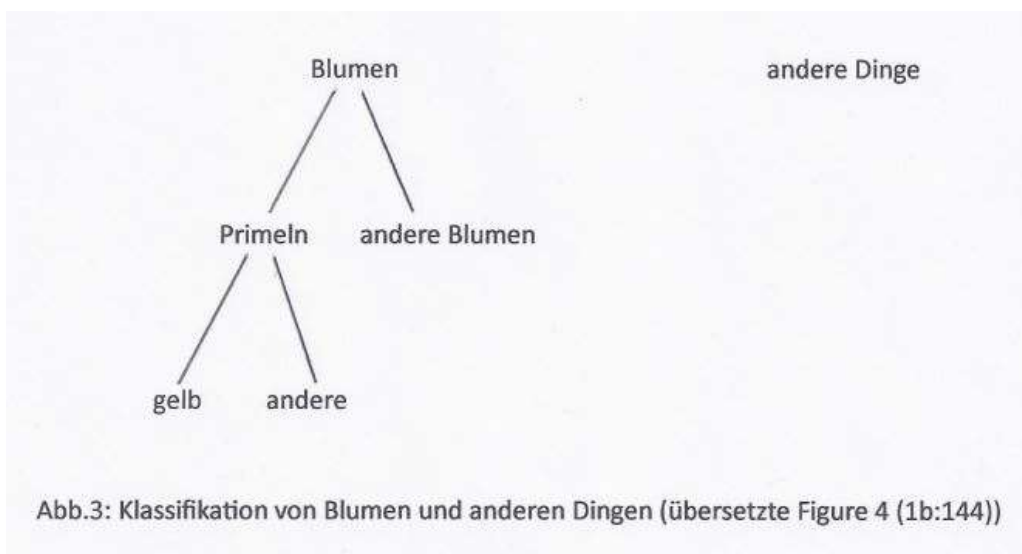 Blumen andere Dinge
Primeln andere Blumen
gelb andere
Abb.3: Klassifikation von Blumen und anderen Dingen (übersetzte Figure 4 (1b:144))